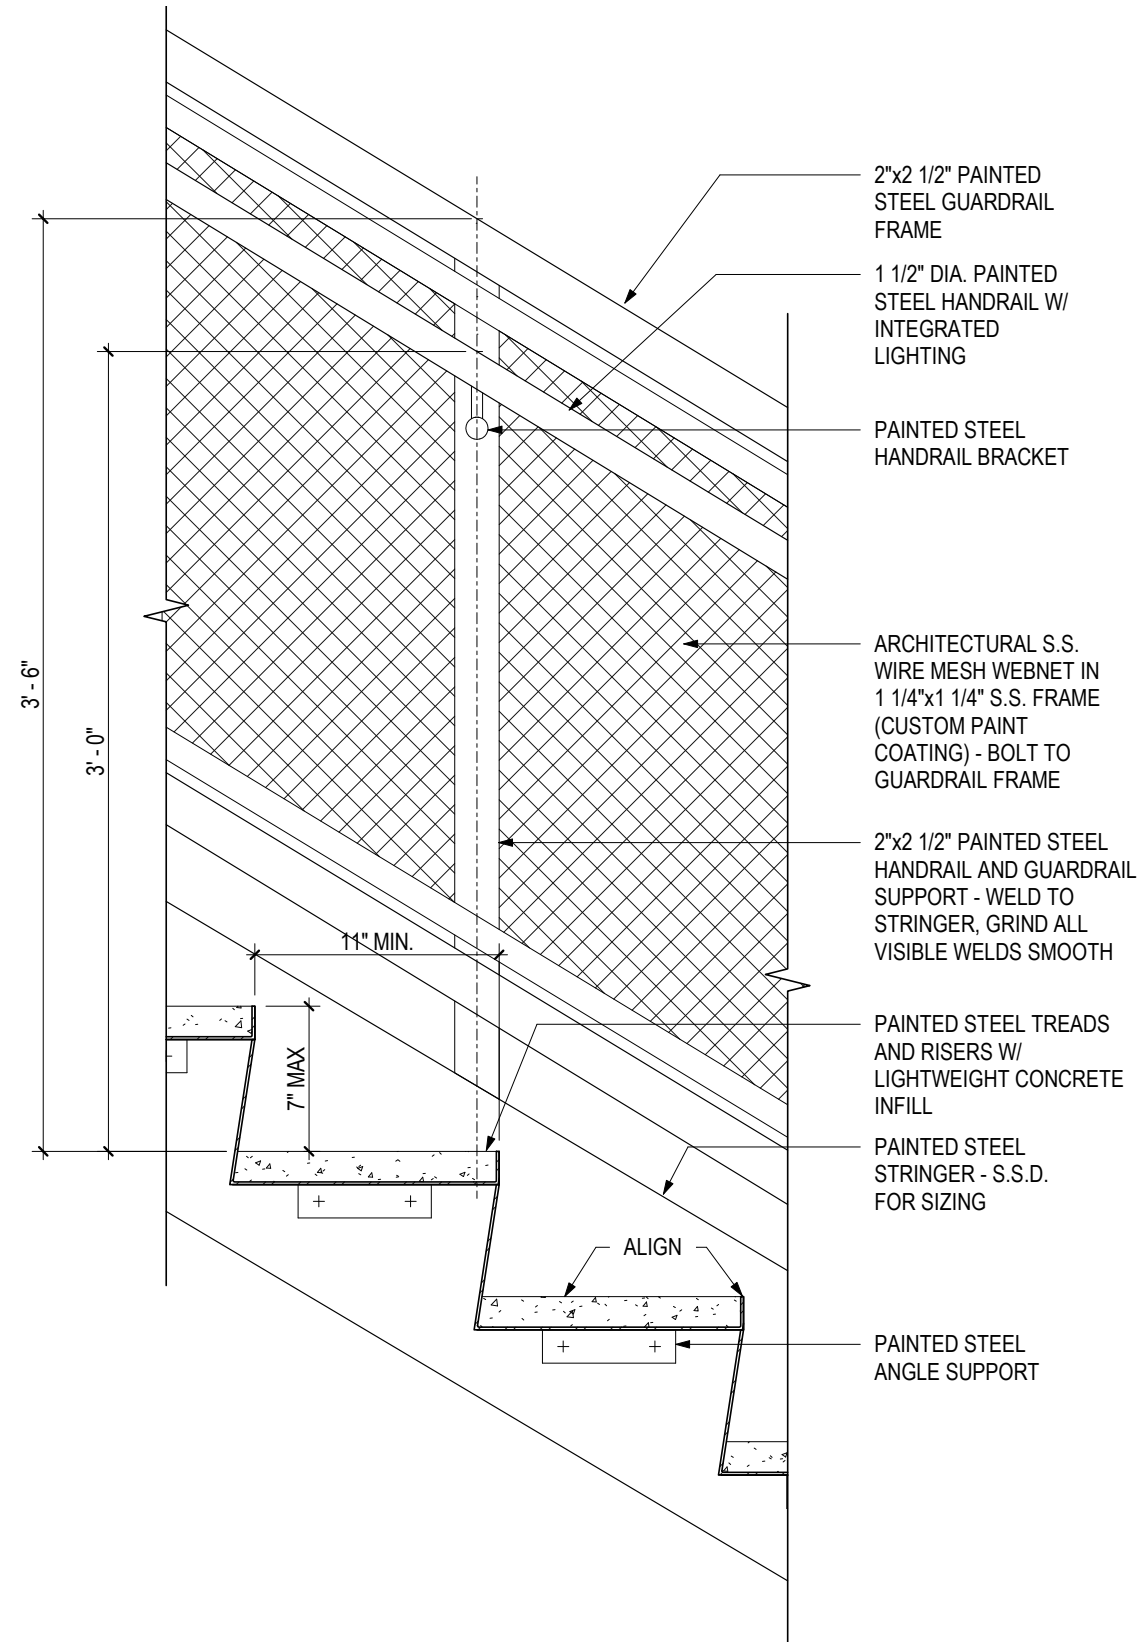 2"x2 1/2" PAINTED
STEEL GUARDRAIL
FRAME
1 1/2" DIA. PAINTED
STEEL HANDRAIL W/
INTEGRATED
LIGHTING
PAINTED STEEL
HANDRAIL BRACKET
ARCHITECTURAL S.S.
WIRE MESH WEBNET IN
1 1/4"x1 1/4" S.S. FRAME
(CUSTOM PAINT
COATING) - BOLT TO
GUARDRAIL FRAME
3' - 6"
3' - 0"
2"x2 1/2" PAINTED STEEL
HANDRAIL AND GUARDRAIL
SUPPORT - WELD TO
STRINGER, GRIND ALL
VISIBLE WELDS SMOOTH
11" MIN.
7" MAX
PAINTED STEEL TREADS
AND RISERS W/
LIGHTWEIGHT CONCRETE
INFILL
PAINTED STEEL
STRINGER - S.S.D.
FOR SIZING
ALIGN
PAINTED STEEL
ANGLE SUPPORT